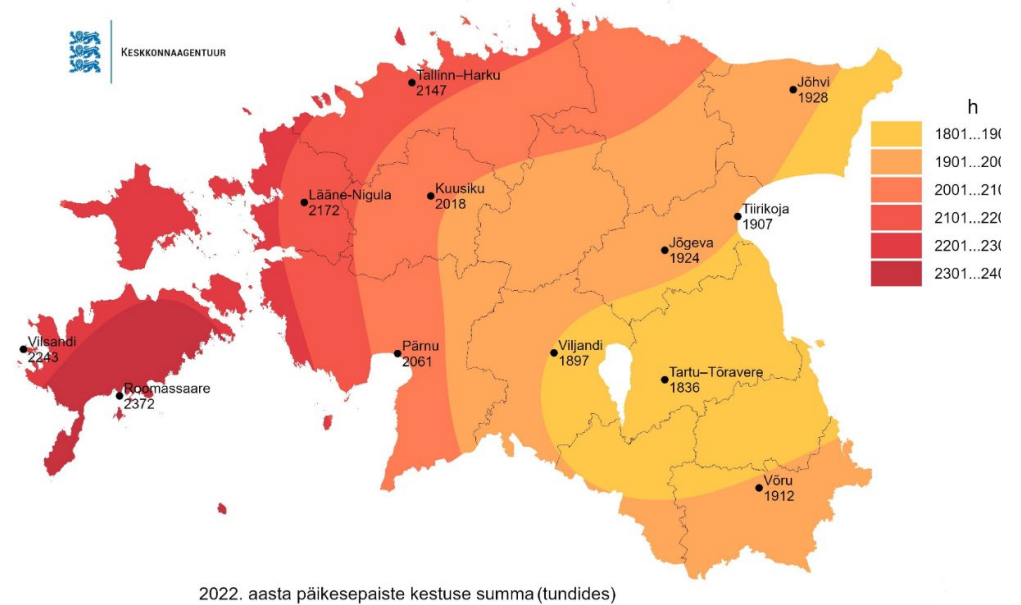 KESKKONNAAGENTUUR
Tallinn–Harku
2147
Jõhvi
1928
h
1801...190
1901...200
2001...210
2101...220
2201...230
2301...240
Lääne-Nigula
2172
Kuusiku
2018
Tiirikoja
1907
Jõgeva
1924
Vilsandi
2243
Pärnu
2061
Viljandi
1897
Tartu–Tõravere
1836
Roomassaare
2372
Võru
1912
2022. aasta päikesepaiste kestuse summa (tundides)